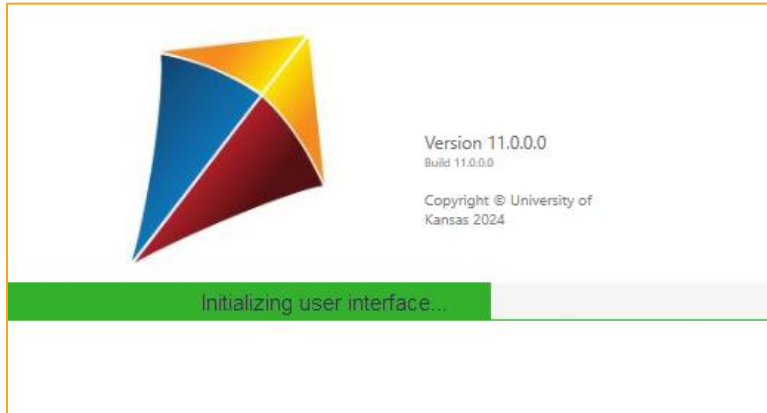 Version 11.0.0.0
Build 11.0.0.0
Copyright © University of
Kansas 2024
Initializing user interface...